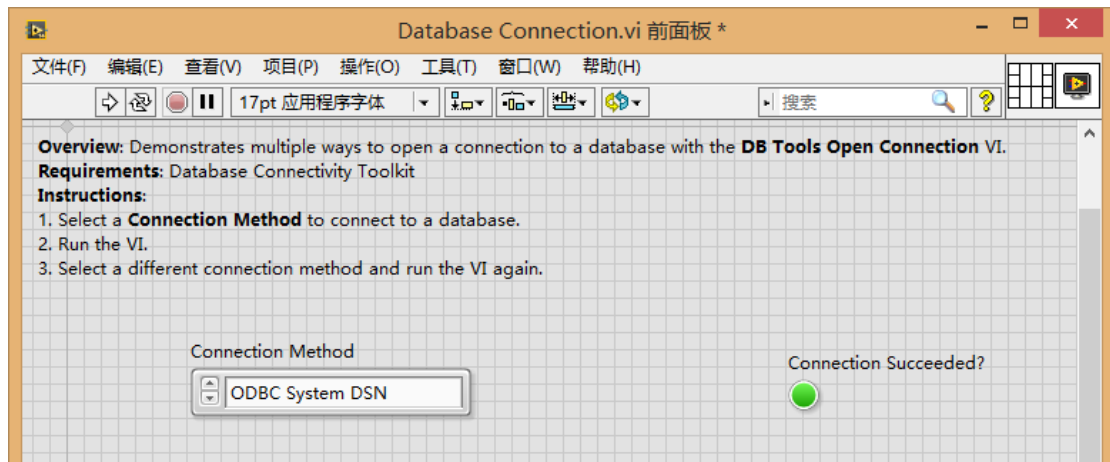 Database Connection.vi 前面板 *
文件(F) 编辑(E) 查看(V) 项目(P) 操作(O) 工具(T) 窗口(W) 帮助(H)
17pt 应用程序字体 搜索
Overview: Demonstrates multiple ways to open a connection to a database with the DB Tools Open Connection VI.
Requirements: Database Connectivity Toolkit
Instructions:
1. Select a Connection Method to connect to a database.
2. Run the VI.
3. Select a different connection method and run the VI again.
Connection Method
Connection Succeeded?
ODBC System DSN